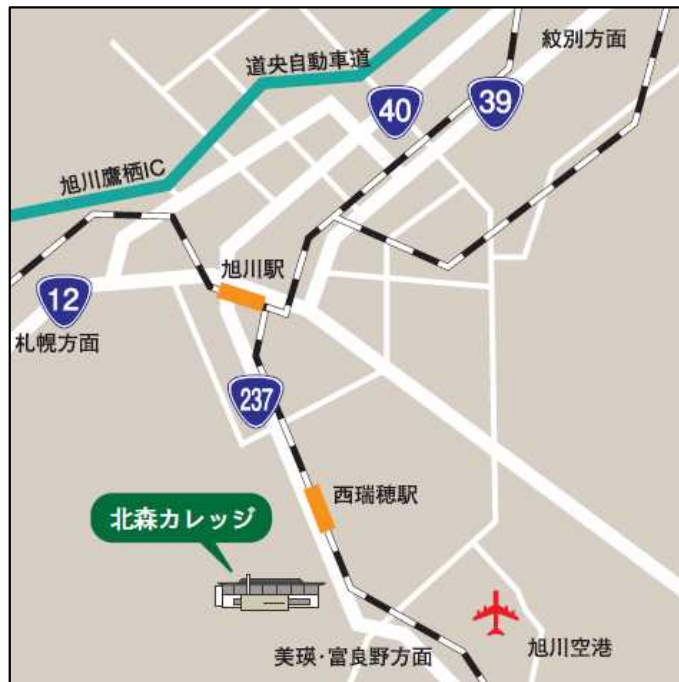 紋別方面
道央自動車道
40
39
旭川鷹栖IC
旭川駅
12
札幌方面
237
西瑞穂駅
北森カレッジ
美瑛・富良野方面
旭川空港